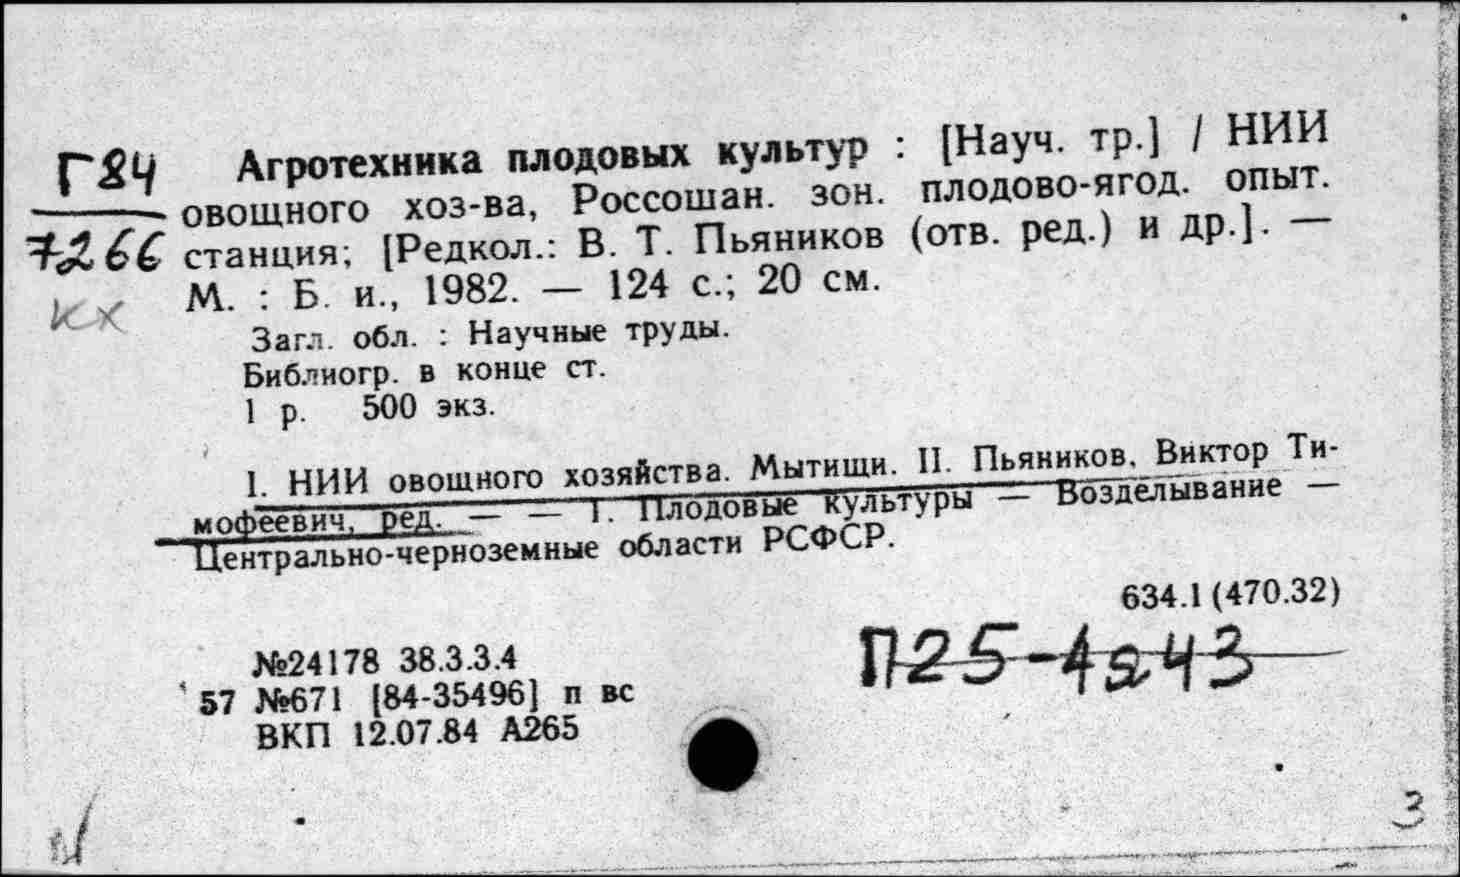 Г84
7266
кх
Агротехника плодовых культур : [Науч. тр.] / НИИ
овощного хоз-ва, Россошан. зон. плодово-ягод. опыт.
станция; [Редкол.: В. Т. Пьяников (отв. ред.) и др.]. —
М. : Б. и., 1982. — 124 с.; 20 см.
Загл. обл. : Научные труды.
Библиогр. в конце ст.
1 р. 500 экз.
I. НИИ овощного хозяйства. Мытищи. II. Пьяников, Виктор Ти-
мофеевич, ред. — — 1. Плодовые культуры — Возделывание —
Центрально-черноземные области РСФСР.
634.1 (470.32)
П25-4а43
№24178 38.3.3.4
57 №671 [84-35496] п вс
ВКП 12.07.84 А265
3